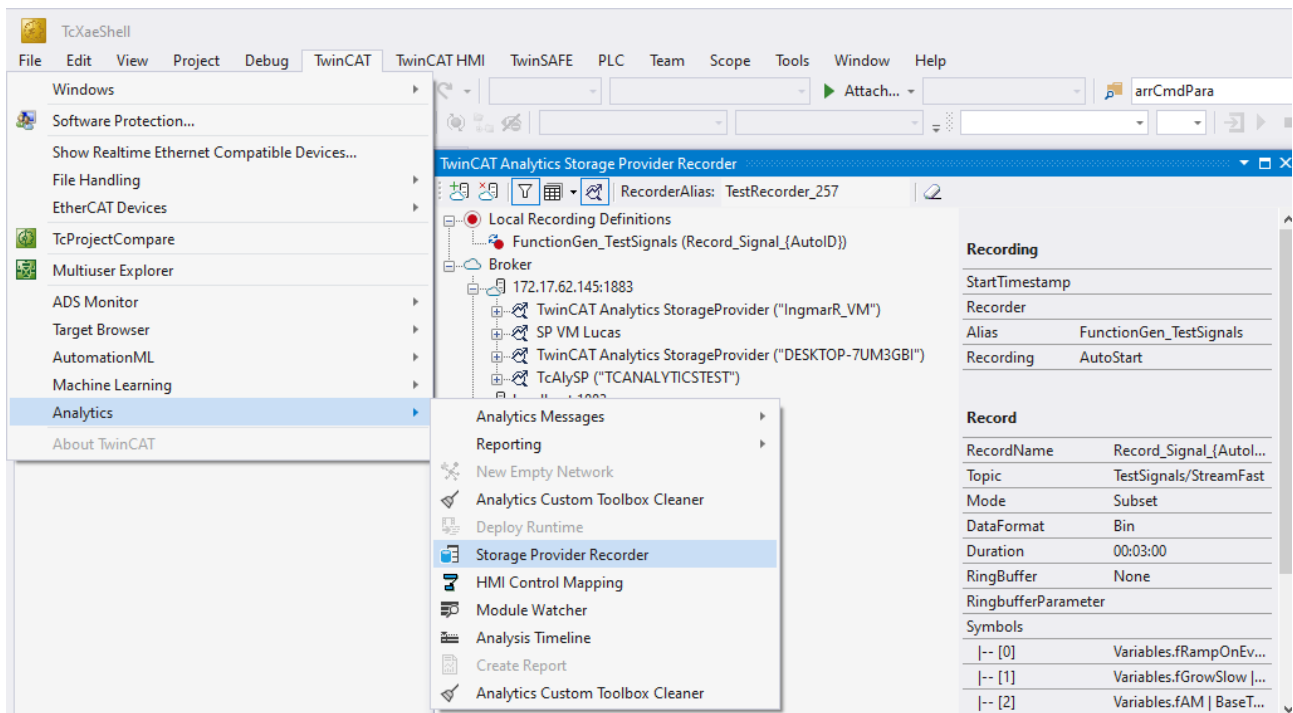 TcXaeShell
File Edit View Project Debug TwinCAT TwinCAT HMI TwinSAFE PLC Team Scope Tools Window Help
Attach... arrCmdPara
Windows
Software Protection...
Show Realtime Ethernet Compatible Devices...
File Handling
EtherCAT Devices
TcProjectCompare
Multiuser Explorer
ADS Monitor
Target Browser
AutomationML
Machine Learning
Analytics
About TwinCAT
Analytics Messages
Reporting
New Empty Network
Analytics Custom Toolbox Cleaner
Deploy Runtime
Storage Provider Recorder
HMI Control Mapping
Module Watcher
Analysis Timeline
Create Report
Analytics Custom Toolbox Cleaner
TwinCAT Analytics Storage Provider Recorder
RecorderAlias: TestRecorder_257
Local Recording Definitions
FunctionGen_TestSignals (Record_Signal_{AutoID})
Broker
172.17.62.145:1883
TwinCAT Analytics StorageProvider ("IngmarR_VM")
SP VM Lucas
TwinCAT Analytics StorageProvider ("DESKTOP-7UM3GBI")
TcAlySP ("TCANALYTICSTEST")
Recording
StartTimestamp
Recorder
Alias FunctionGen_TestSignals
Recording AutoStart
Record
RecordName Record_Signal_{AutoI...
Topic TestSignals/StreamFast
Mode Subset
DataFormat Bin
Duration 00:03:00
RingBuffer None
RingbufferParameter
Symbols
|-- [0] Variables.fRampOnEv...
|-- [1] Variables.fGrowSlow |...
|-- [2] Variables.fAM | BaseT...